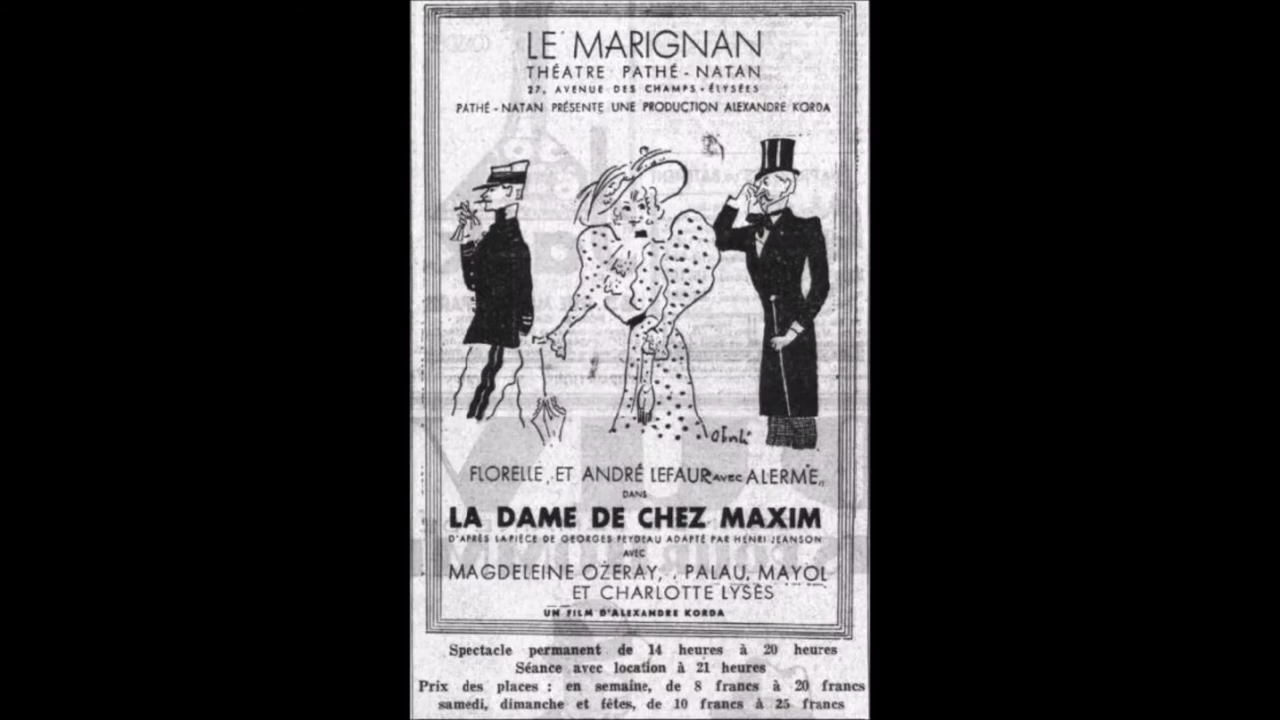 LE MARIGNAN
THÉATRE PATHÉ - NATAN
27, AVENUE DES CHAMPS - ÉLYSÉES
PATHÉ - NATAN PRÉSENTE UNE PRODUCTION ALEXANDRE KORDA
FLORELLE, ET ANDRÉ LEFAUR AVEC ALERME,
DANS
LA DAME DE CHEZ MAXIM
D'APRÈS LA PIÈCE DE GEORGES FEYDEAU ADAPTÉ PAR HENRI JEANSON
AVEC
MAGDELEINE OZERAY, PALAU, MAYOL
ET CHARLOTTE LYSÈS
UN FILM D'ALEXANDRE KORDA
Spectacle permanent de 14 heures à 20 heures
Séance avec location à 21 heures
Prix des places : en semaine, de 8 francs à 20 francs
samedi, dimanche et fêtes, de 10 francs à 25 francs